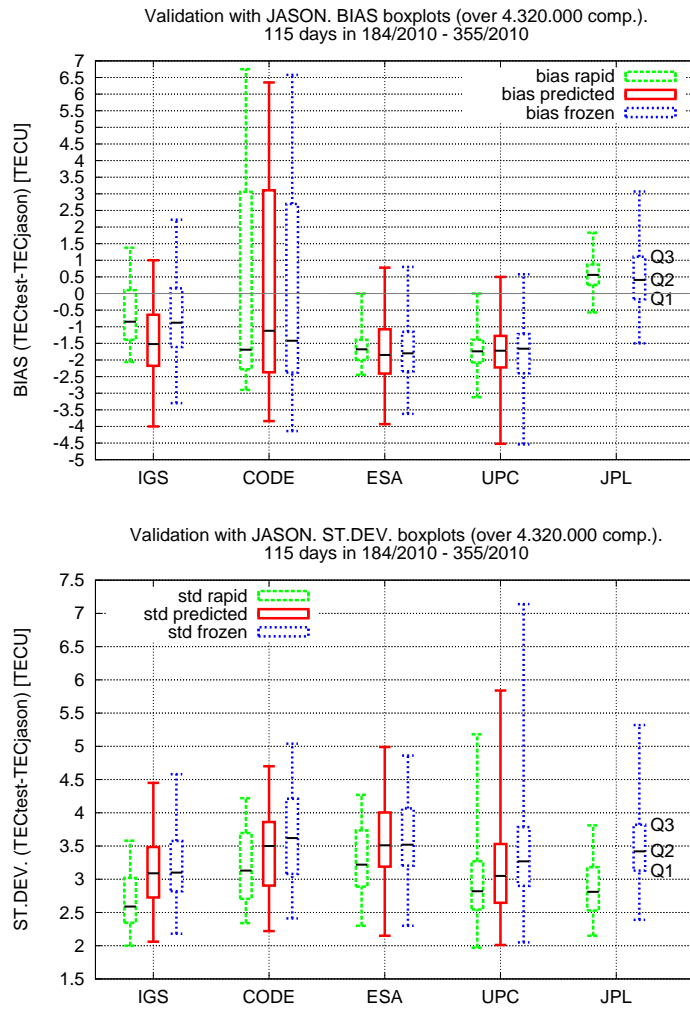 Validation with JASON. BIAS boxplots (over 4.320.000 comp.).
115 days in 184/2010 - 355/2010
BIAS (TECtest-TECjason) [TECU]
7
6.5
6
5.5
5
4.5
4
3.5
3
2.5
2
1.5
1
0.5
0
-0.5
-1
-1.5
-2
-2.5
-3
-3.5
-4
-4.5
-5
bias rapid
bias predicted
bias frozen
Q3
Q2
Q1
IGS CODE ESA UPC JPL
Validation with JASON. ST.DEV. boxplots (over 4.320.000 comp.).
115 days in 184/2010 - 355/2010
ST.DEV. (TECtest-TECjason) [TECU]
7.5
7
6.5
6
5.5
5
4.5
4
3.5
3
2.5
2
1.5
std rapid
std predicted
std frozen
Q3
Q2
Q1
IGS CODE ESA UPC JPL